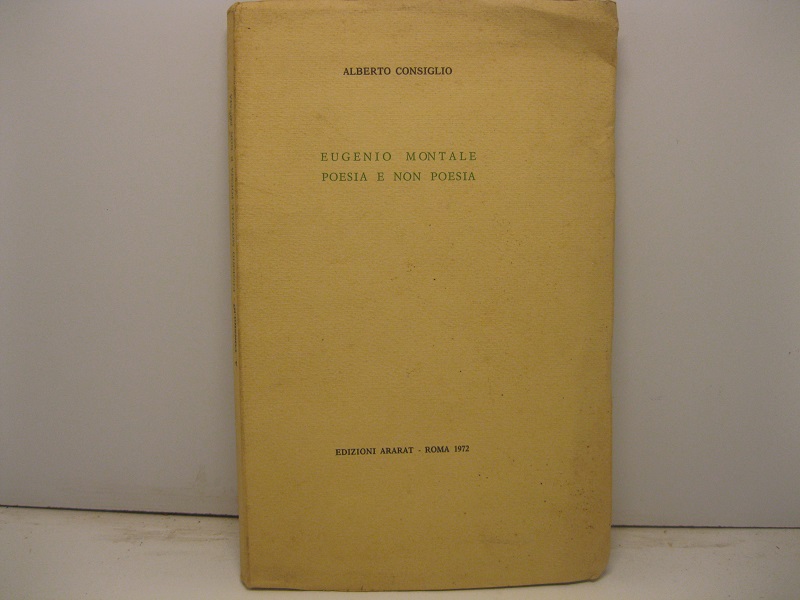 ALBERTO CONSIGLIO
EUGENIO MONTALE
POESIA E NON POESIA
EDIZIONI ARARAT - ROMA 1972